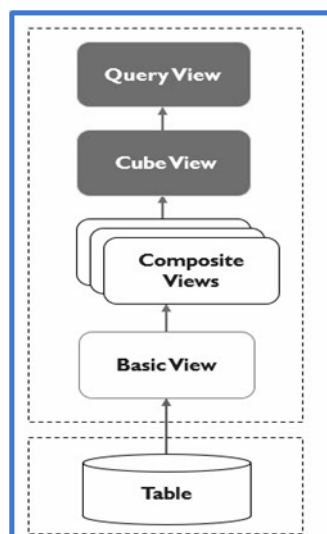 Query View
Cube View
Composite
Views
Basic View
Table